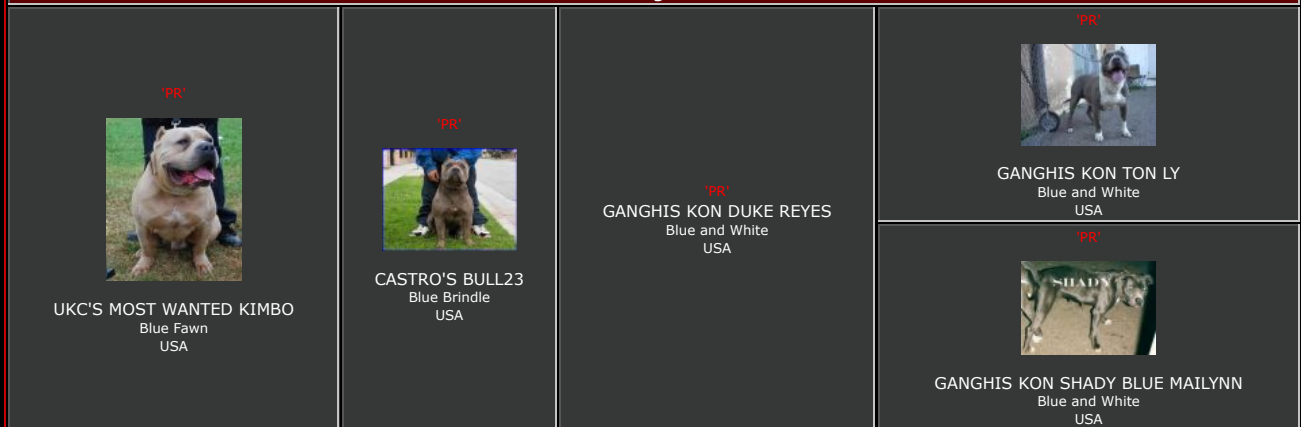 'PR'
UKC'S MOST WANTED KIMBO
Blue Fawn
USA
'PR'
CASTRO'S BULL23
Blue Brindle
USA
'PR'
GANGHIS KON DUKE REYES
Blue and White
USA
'PR'
GANGHIS KON TON LY
Blue and White
USA
'PR'
SHADY
GANGHIS KON SHADY BLUE MAILYNN
Blue and White
USA